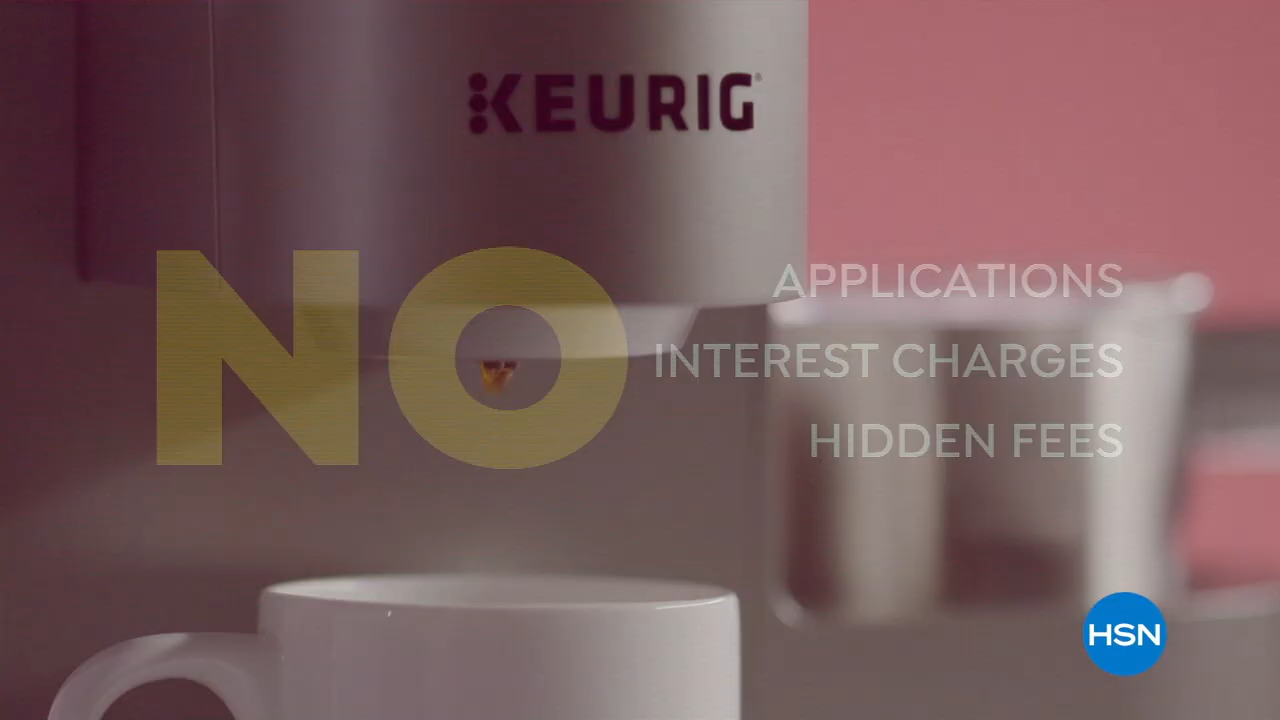 KEURIG®
NO
APPLICATIONS
INTEREST CHARGES
HIDDEN FEES
HSN